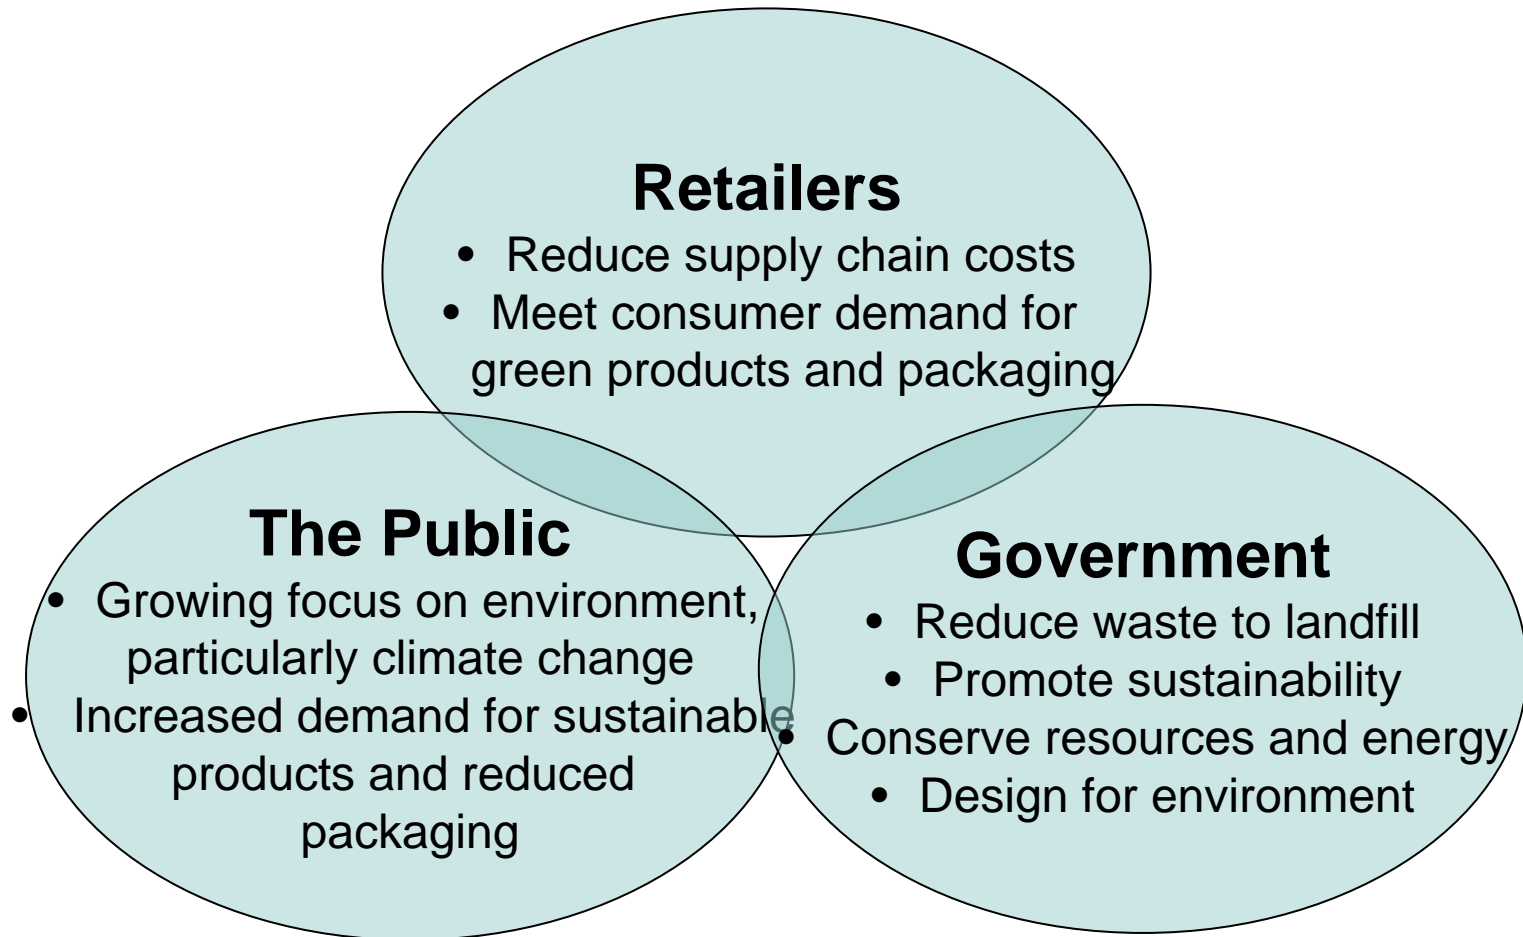 Retailers
• Reduce supply chain costs
• Meet consumer demand for
green products and packaging
The Public
• Growing focus on environment,
particularly climate change
• Increased demand for sustainable
products and reduced
packaging
Government
• Reduce waste to landfill
• Promote sustainability
• Conserve resources and energy
• Design for environment